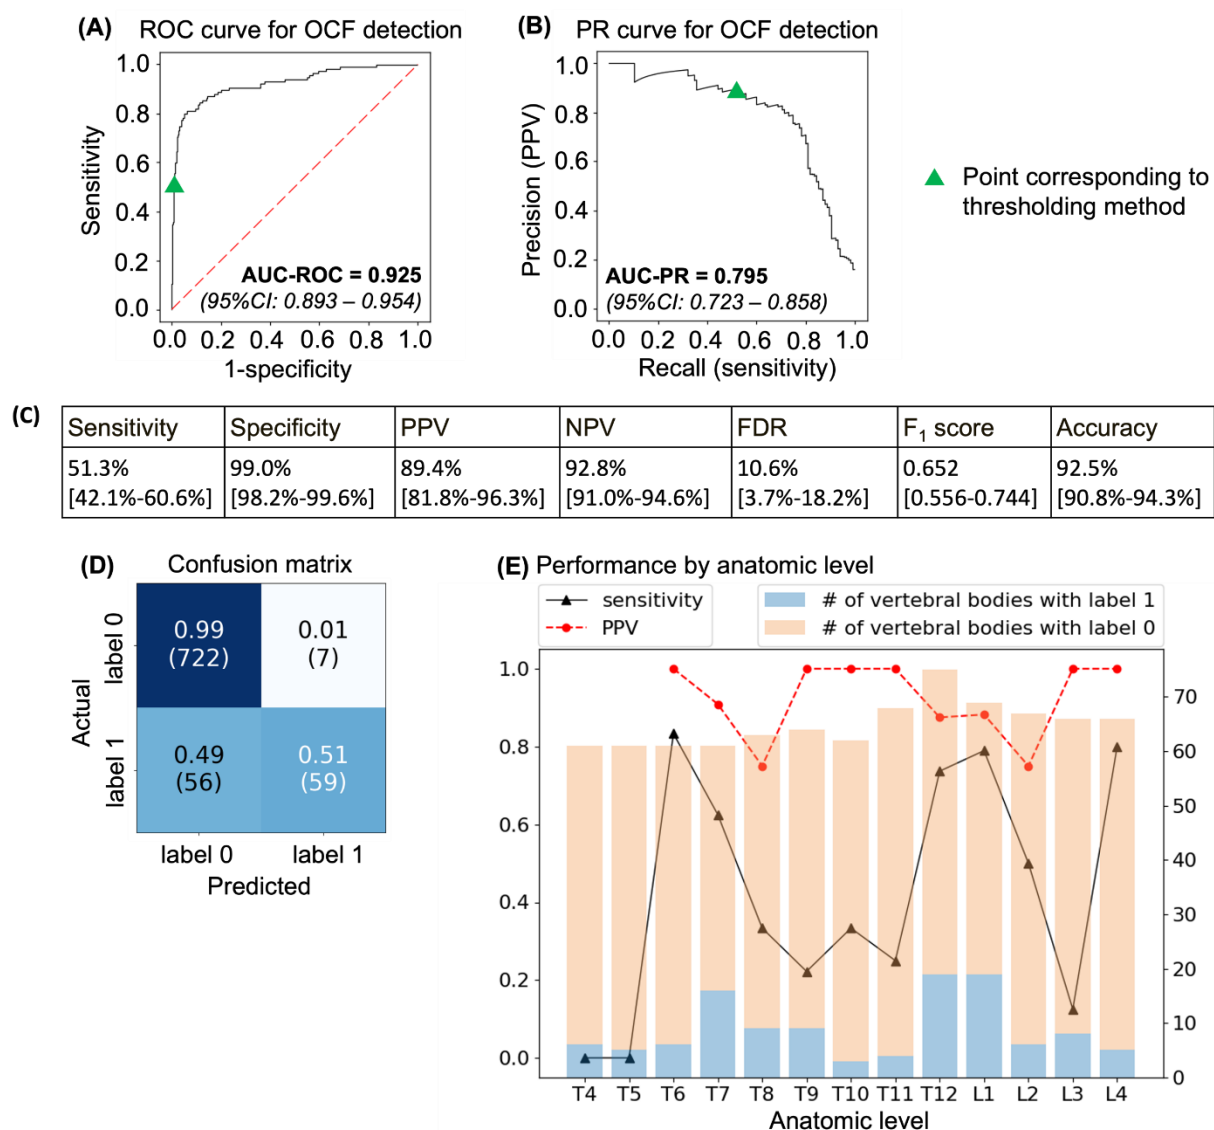 (A) ROC curve for OCF detection
1.0
0.8
0.6
0.4
0.2
0.0
Sensitivity
AUC-ROC = 0.925
(95%CI: 0.893 – 0.954)
0.0 0.2 0.4 0.6 0.8 1.0
1-specificity
(B) PR curve for OCF detection
1.0
0.8
0.6
0.4
0.2
0.0
Precision (PPV)
AUC-PR = 0.795
(95%CI: 0.723 – 0.858)
0.0 0.2 0.4 0.6 0.8 1.0
Recall (sensitivity)
Point corresponding to
thresholding method
(C)
Sensitivity Specificity PPV NPV FDR F1 score Accuracy
51.3% 99.0% 89.4% 92.8% 10.6% 0.652 92.5%
[42.1%-60.6%] [98.2%-99.6%] [81.8%-96.3%] [91.0%-94.6%] [3.7%-18.2%] [0.556-0.744] [90.8%-94.3%]
(D) Confusion matrix
Actual
label 0
label 1
0.99 0.01
(722) (7)
0.49 0.51
(56) (59)
label 0 label 1
Predicted
(E) Performance by anatomic level
sensitivity
PPV
# of vertebral bodies with label 1
# of vertebral bodies with label 0
1.0
0.8
0.6
0.4
0.2
0.0
70
60
50
40
30
20
10
0
T4 T5 T6 T7 T8 T9 T10 T11 T12 L1 L2 L3 L4
Anatomic level